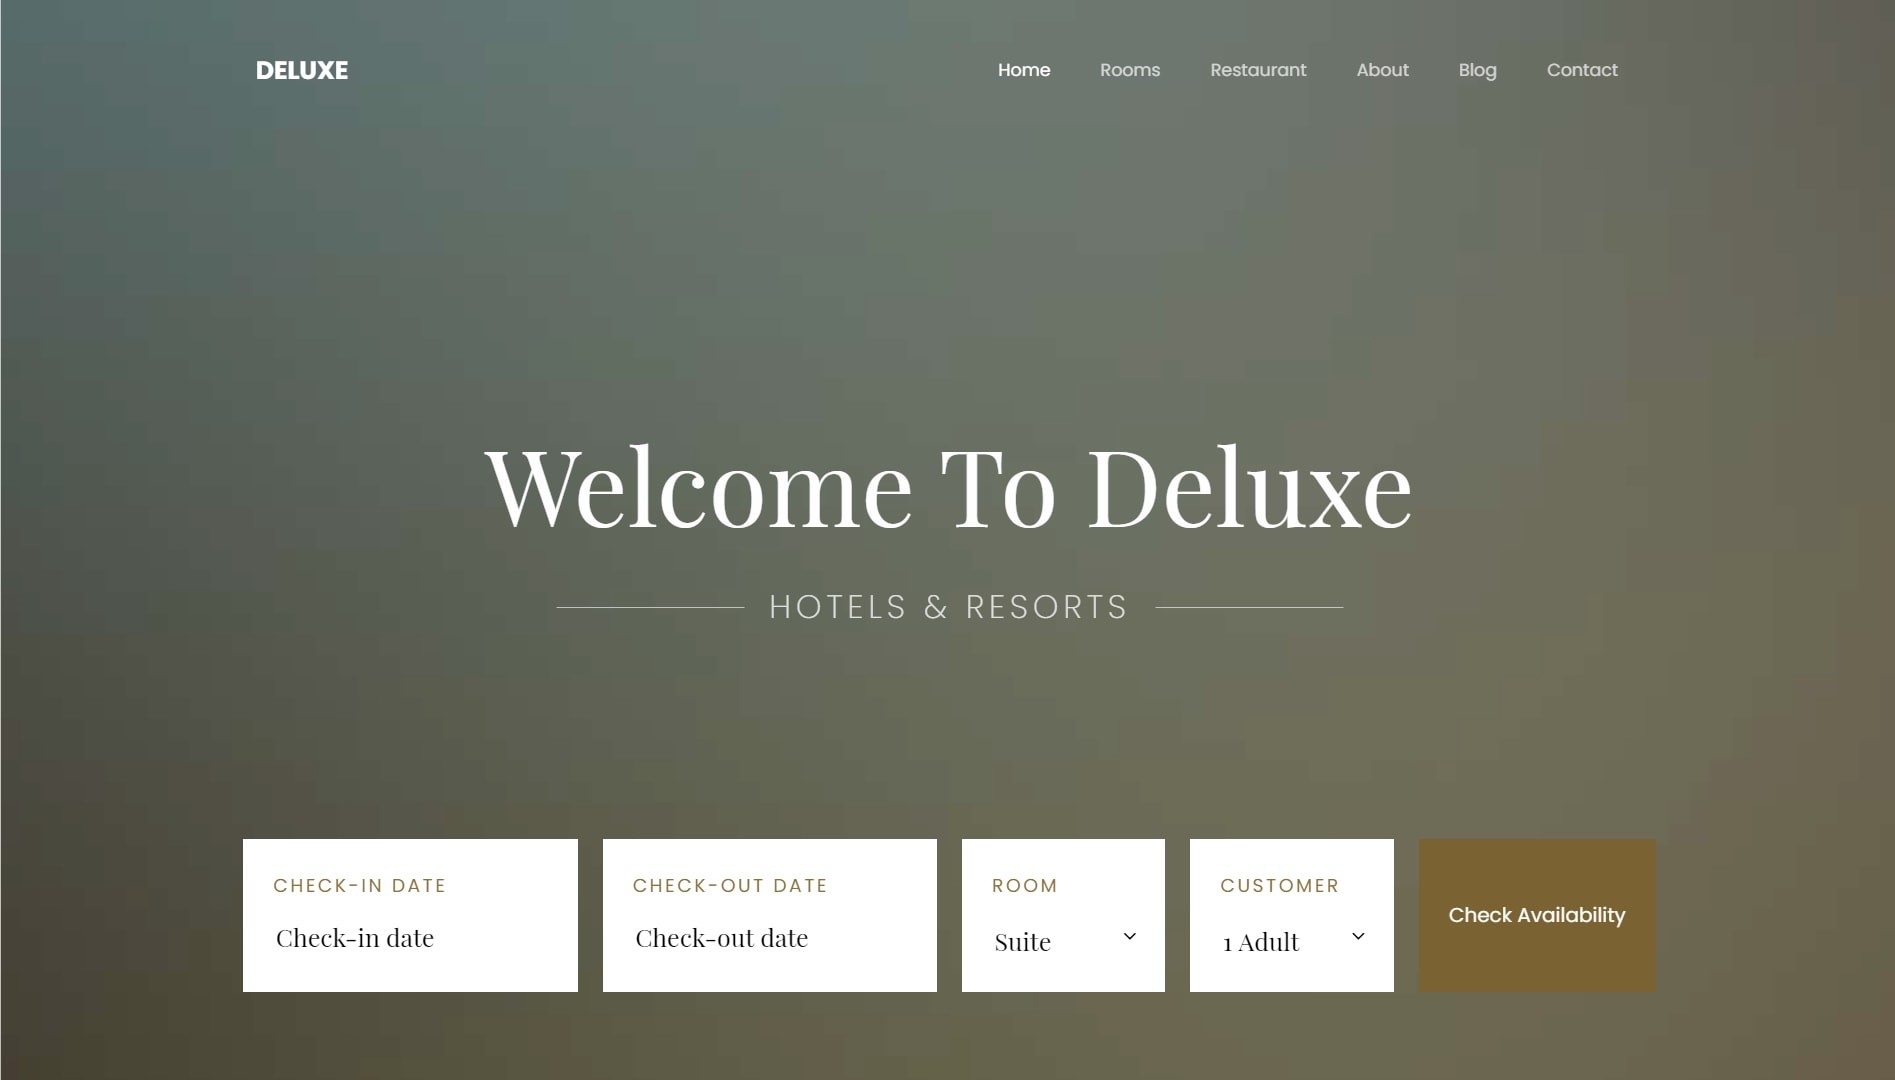 DELUXE
Home Rooms Restaurant About Blog Contact
Welcome To Deluxe
HOTELS & RESORTS
CHECK-IN DATE
Check-in date
CHECK-OUT DATE
Check-out date
ROOM
Suite
CUSTOMER
1 Adult
Check Availability